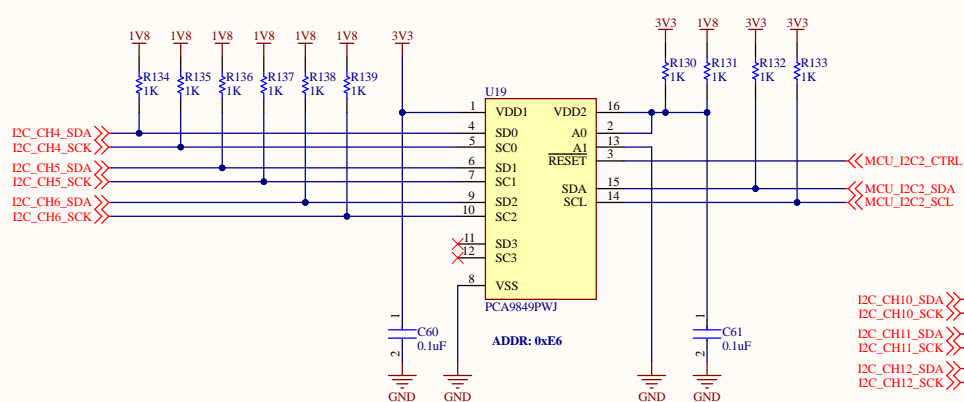 1V8 1V8 1V8 1V8 1V8 1V8 3V3 3V3 1V8 3V3 3V3
R134 R135 R136 R137 R138 R139 R130 R131 R132 R133
1K 1K 1K 1K 1K 1K 1K 1K 1K 1K
U19
1 VDD1 VDD2 16
I2C_CH4_SDA 4 SD0 A0 2
I2C_CH4_SCK 5 SC0 A1 13
RESET 3 MCU_I2C2_CTRL
I2C_CH5_SDA 6 SD1
I2C_CH5_SCK 7 SC1
SDA 15 MCU_I2C2_SDA
I2C_CH6_SDA 9 SD2 SCL 14 MCU_I2C2_SCL
I2C_CH6_SCK 10 SC2
11 SD3
12 SC3
8 VSS
PCA9849PWJ
I2C_CH10_SDA
I2C_CH10_SCK
1 1
C60 C61
0.1uF 0.1uF
2 2
ADDR: 0xE6
I2C_CH11_SDA
I2C_CH11_SCK
I2C_CH12_SDA
I2C_CH12_SCK
GND GND GND GND